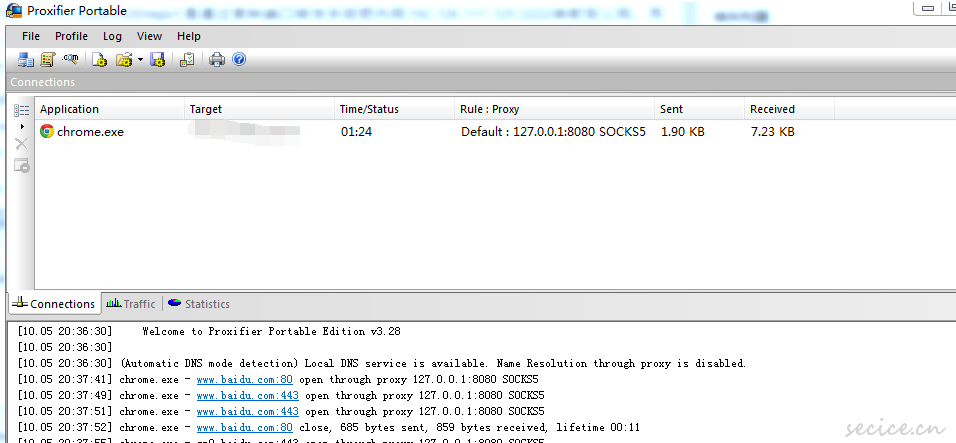 Proxifier Portable
File Profile Log View Help
Connections
Application Target Time/Status Rule : Proxy Sent Received
chrome.exe 01:24 Default : 127.0.0.1:8080 SOCKS5 1.90 KB 7.23 KB
secice.cn
Connections Traffic Statistics
[10.05 20:36:30] Welcome to Proxifier Portable Edition v3.28
[10.05 20:36:30]
[10.05 20:36:30] (Automatic DNS mode detection) Local DNS service is available. Name Resolution through proxy is disabled.
[10.05 20:37:41] chrome.exe - www.baidu.com:80 open through proxy 127.0.0.1:8080 SOCKS5
[10.05 20:37:49] chrome.exe - www.baidu.com:443 open through proxy 127.0.0.1:8080 SOCKS5
[10.05 20:37:51] chrome.exe - www.baidu.com:443 open through proxy 127.0.0.1:8080 SOCKS5
[10.05 20:37:52] chrome.exe - www.baidu.com:80 close, 685 bytes sent, 859 bytes received, lifetime 00:11